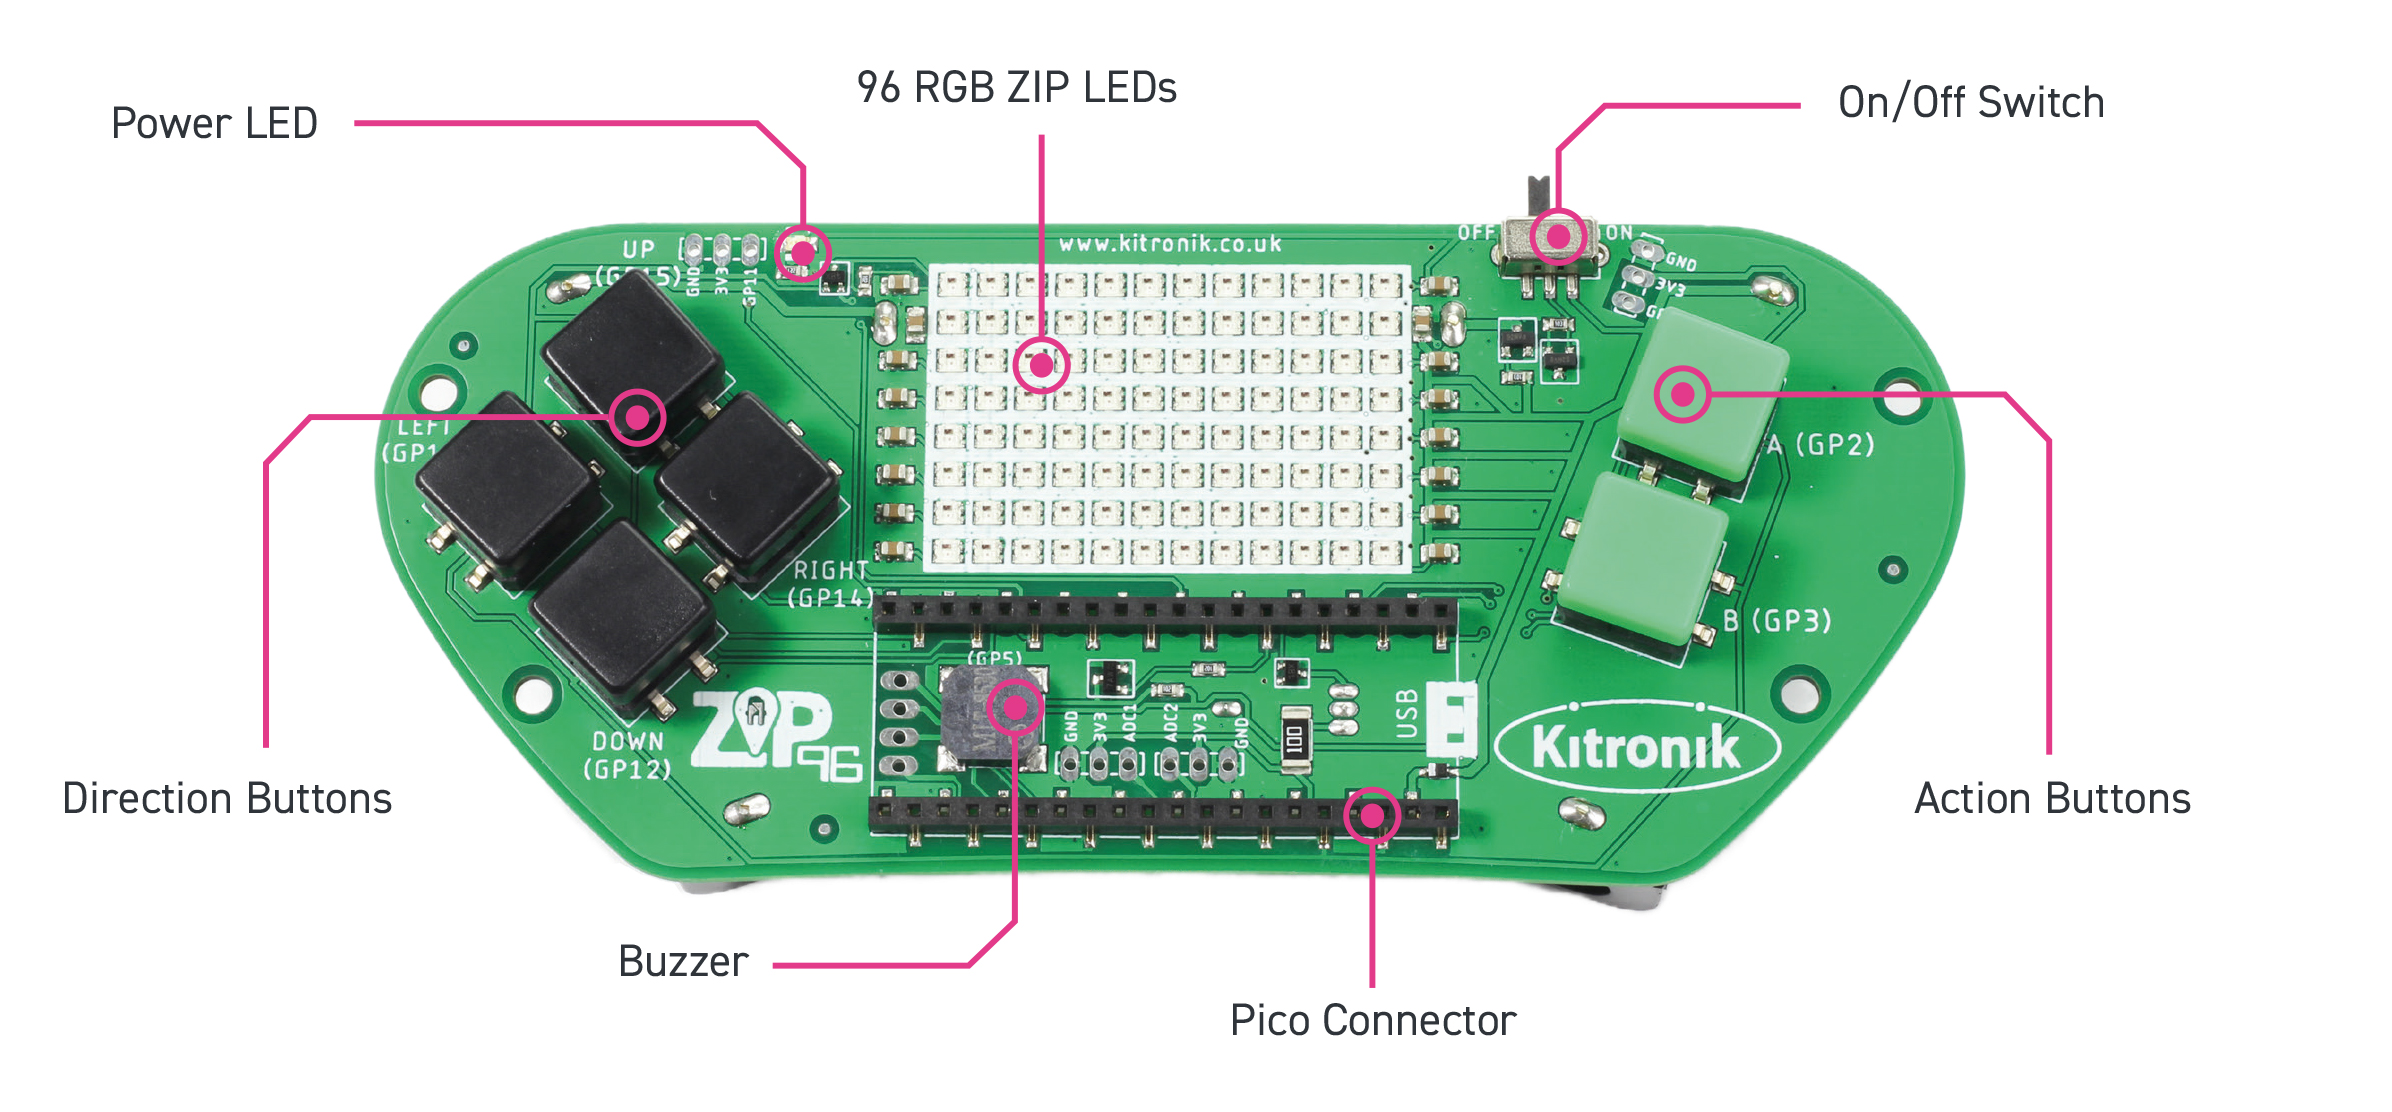 96 RGB ZIP LEDs
On/Off Switch
Power LED
www.kitronik.co.uk
OFF
ON
UP
GND
3V3
GP11
GND
3V3
LEFT
A (GP2)
RIGHT
(GP14)
B (GP3)
(GP5)
ZIP96
DOWN
(GP12)
GND
3V3
ADC1
ADC2
3V3
GND
100
USB
Kitronik
Direction Buttons
Action Buttons
Buzzer
Pico Connector